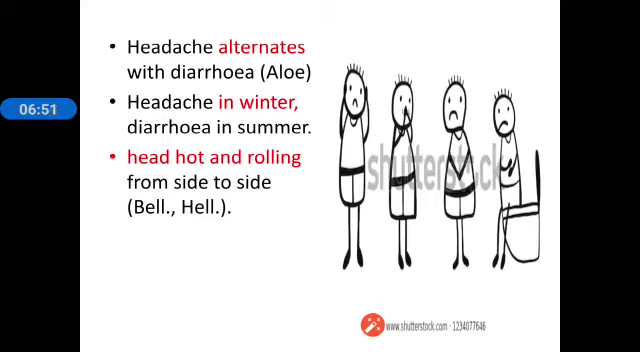 • Headache alternates
with diarrhoea (Aloe)
• Headache in winter,
diarrhoea in summer.
• head hot and rolling
from side to side
(Bell., Hell.).
06:51
shutterstock
www.shutterstock.com · 1234077646